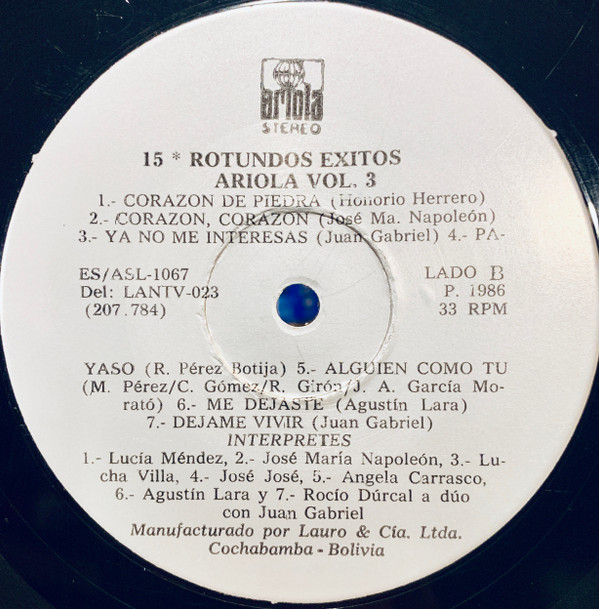 ariola
STEREO
15 * ROTUNDOS EXITOS
ARIOLA VOL. 3
1.- CORAZON DE PIEDRA (Honorio Herrero)
2.- CORAZON, CORAZON (José Ma. Napoleón)
3.- YA NO ME INTERESAS (Juan Gabriel) 4.- PA-
ES/ASL-1067
Del: LANTV-023
(207.784)
LADO B
P. 1986
33 RPM
YASO (R. Pérez Botija) 5.- ALGUIEN COMO TU
(M. Pérez/C. Gómez/R. Girón/J. A. García Mo-
rató) 6.- ME DEJASTE (Agustín Lara)
7.- DEJAME VIVIR (Juan Gabriel)
INTERPRETES
1.- Lucía Méndez, 2.- José María Napoleón, 3.- Lu-
cha Villa, 4.- José José, 5.- Angela Carrasco,
6.- Agustín Lara y 7.- Rocío Dúrcal a dúo
con Juan Gabriel
Manufacturado por Lauro & Cía. Ltda.
Cochabamba - Bolivia